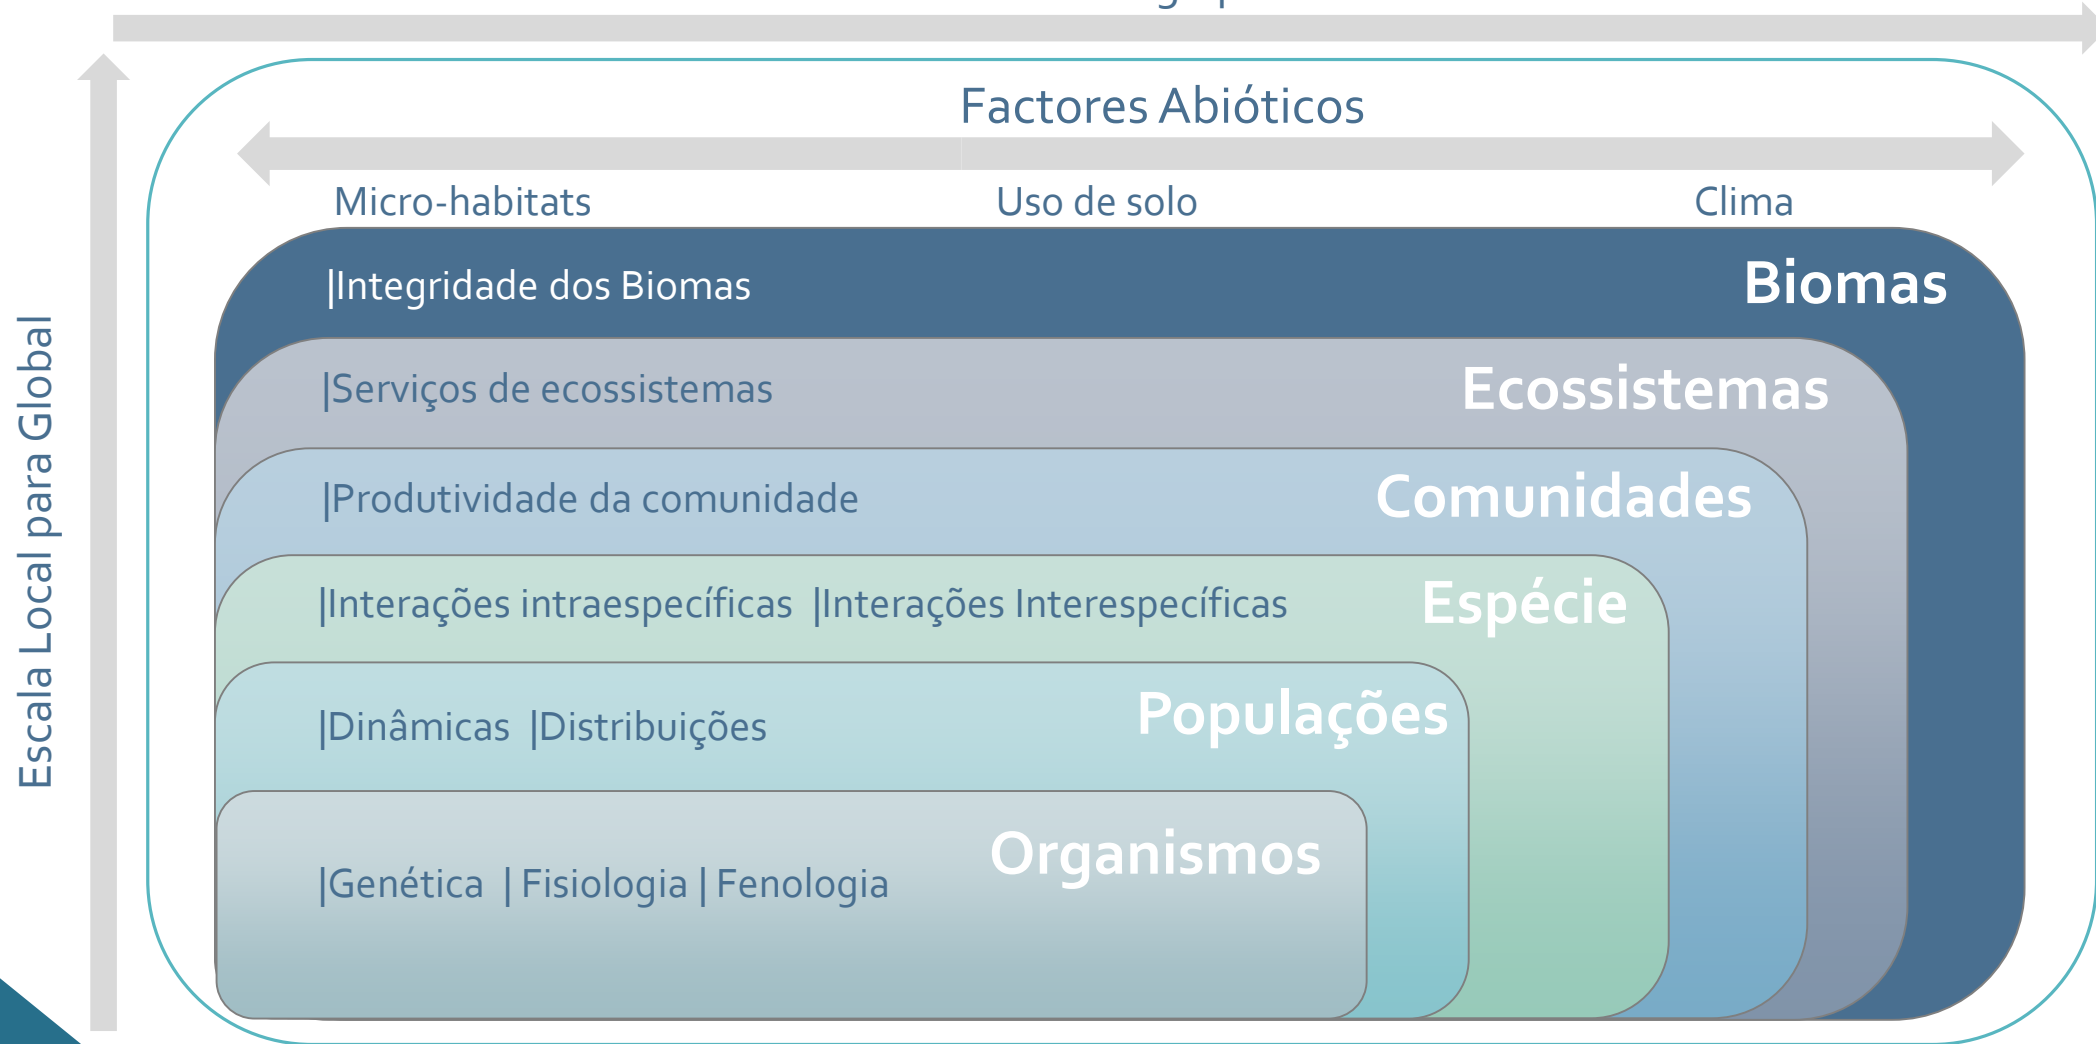 Factores Abióticos
Micro-habitats Uso de solo Clima
|Integridade dos Biomas Biomas
|Serviços de ecossistemas Ecossistemas
|Produtividade da comunidade Comunidades
|Interações intraespecíficas |Interações Interespecíficas Espécie
|Dinâmicas |Distribuições Populações
Organismos
|Genética | Fisiologia | Fenologia
Escala Local para Global